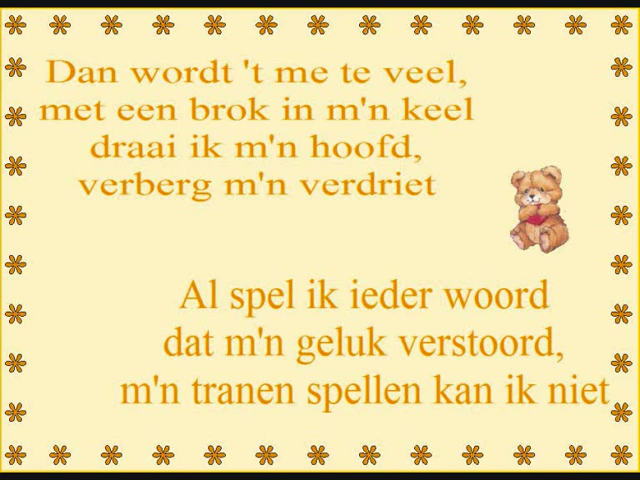 Dan wordt 't me te veel,
met een brok in m'n keel
draai ik m'n hoofd,
verberg m'n verdriet
Al spel ik ieder woord
dat m'n geluk verstoord,
m'n tranen spellen kan ik niet